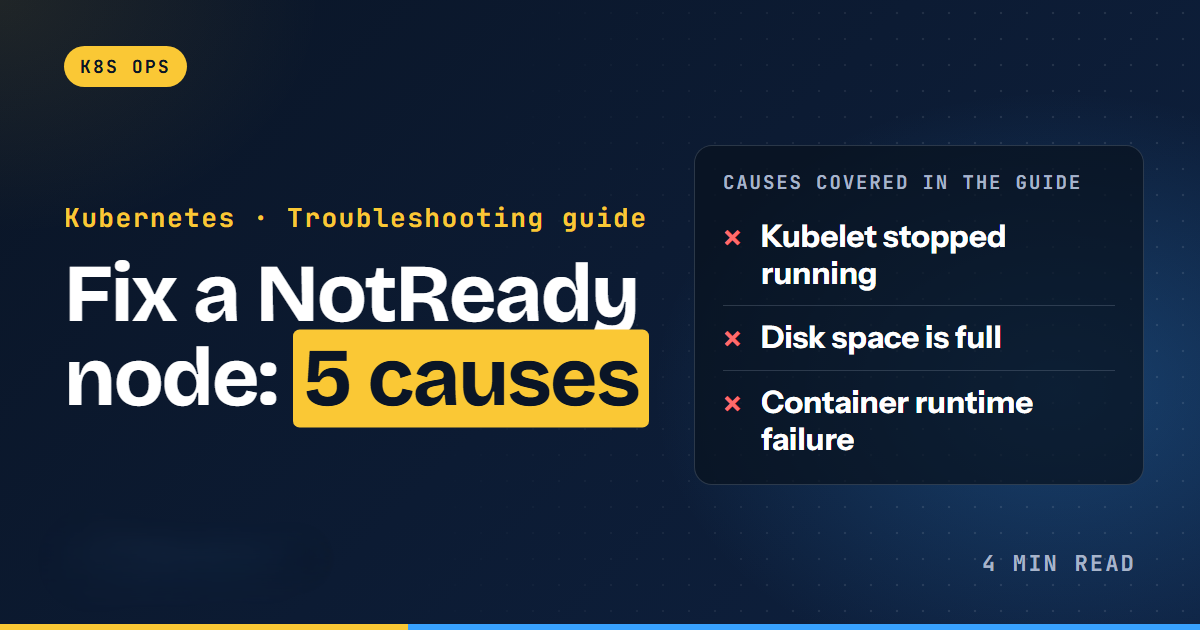 K8S OPS
Kubernetes · Troubleshooting guide
Fix a NotReady
node: 5 causes
CAUSES COVERED IN THE GUIDE
× Kubelet stopped
running
× Disk space is full
× Container runtime
failure
4 MIN READ